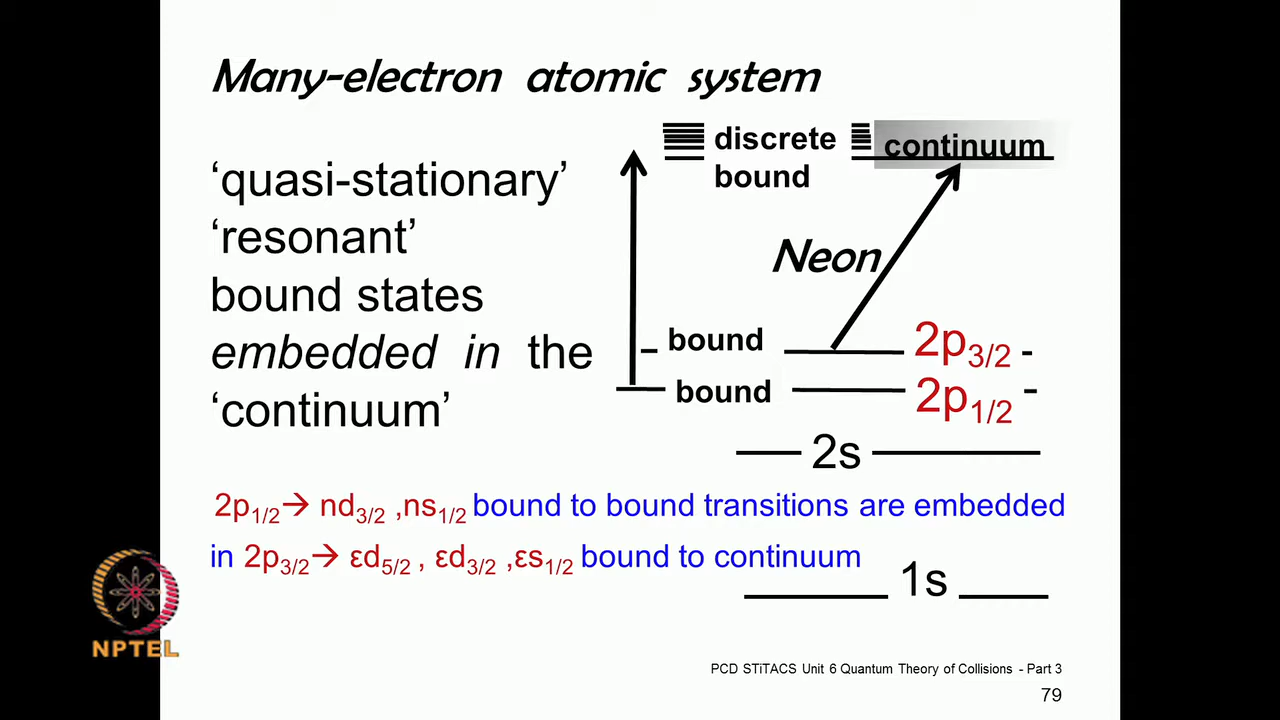 Many-electron atomic system
‘quasi-stationary’
‘resonant’
bound states
embedded in the
‘continuum’
discrete
bound
continuum
Neon
bound
2p3/2
bound
2p1/2
2s
2p1/2→ nd3/2 ,ns1/2 bound to bound transitions are embedded
in 2p3/2→ εd5/2 , εd3/2 ,εs1/2 bound to continuum
1s
NPTEL
PCD STiTACS Unit 6 Quantum Theory of Collisions - Part 3
79